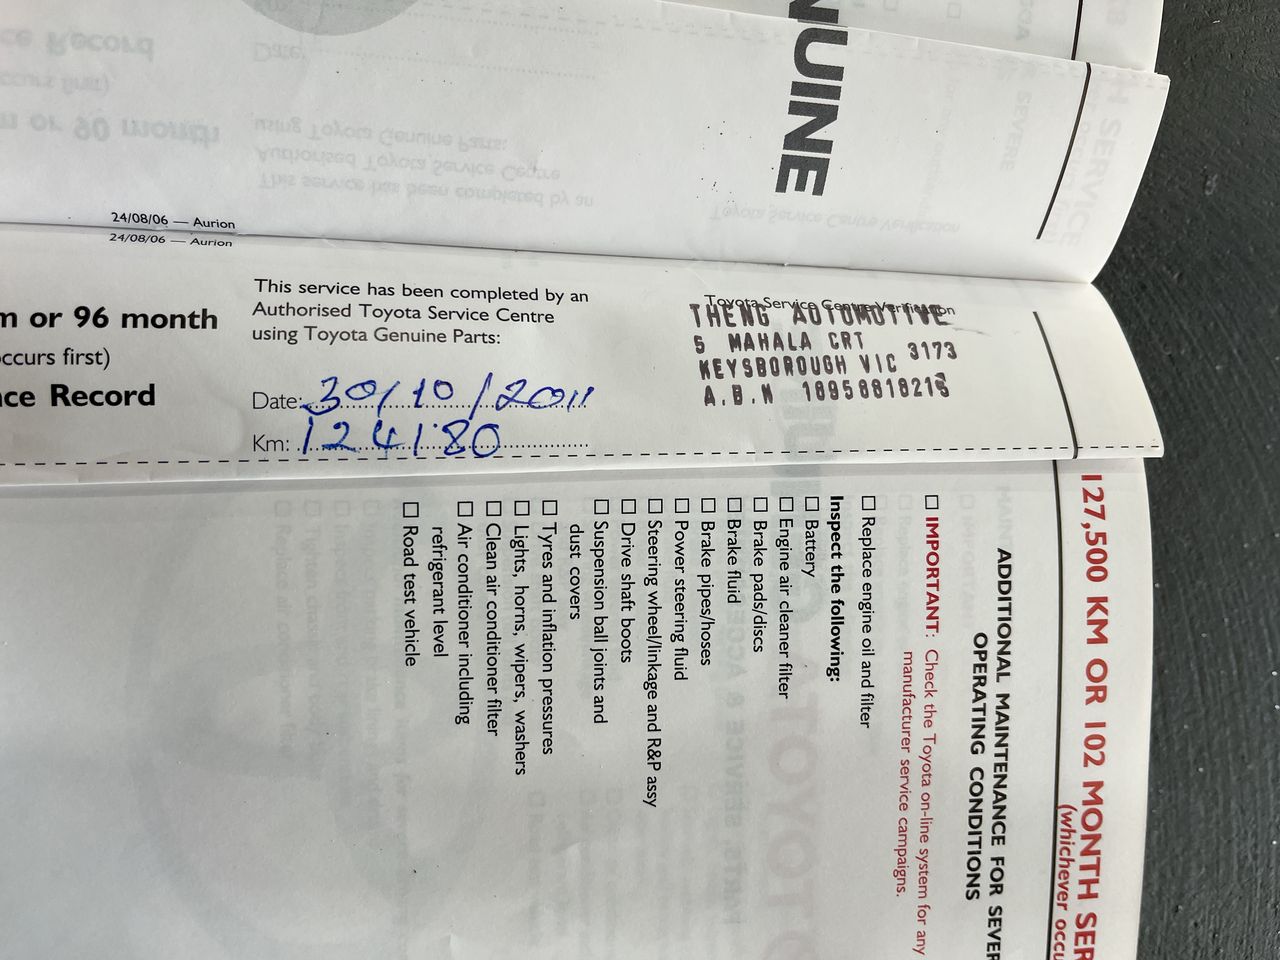 NUINE
24/08/06 — Aurion
24/08/06 — Aurion
m or 96 month
occurs first)
ce Record
This service has been completed by an
Authorised Toyota Service Centre
using Toyota Genuine Parts:
Date: 30/10/2011
Km: 124180
Toyota Service Centre Verification
THENG AUTOMOTIVE
5 MAHALA CRT
KEYSBOROUGH VIC 3173
A.B.N 18958818215
127,500 KM OR 102 MONTH SER
(whichever occu
ADDITIONAL MAINTENANCE FOR SEVER
OPERATING CONDITIONS
IMPORTANT: Check the Toyota on-line system for any
manufacturer service campaigns.
Replace engine oil and filter
Inspect the following:
Battery
Engine air cleaner filter
Brake pads/discs
Brake fluid
Brake pipes/hoses
Power steering fluid
Steering wheel/linkage and R&P assy
Drive shaft boots
Suspension ball joints and
dust covers
Tyres and inflation pressures
Lights, horns, wipers, washers
Clean air conditioner filter
Air conditioner including
refrigerant level
Road test vehicle